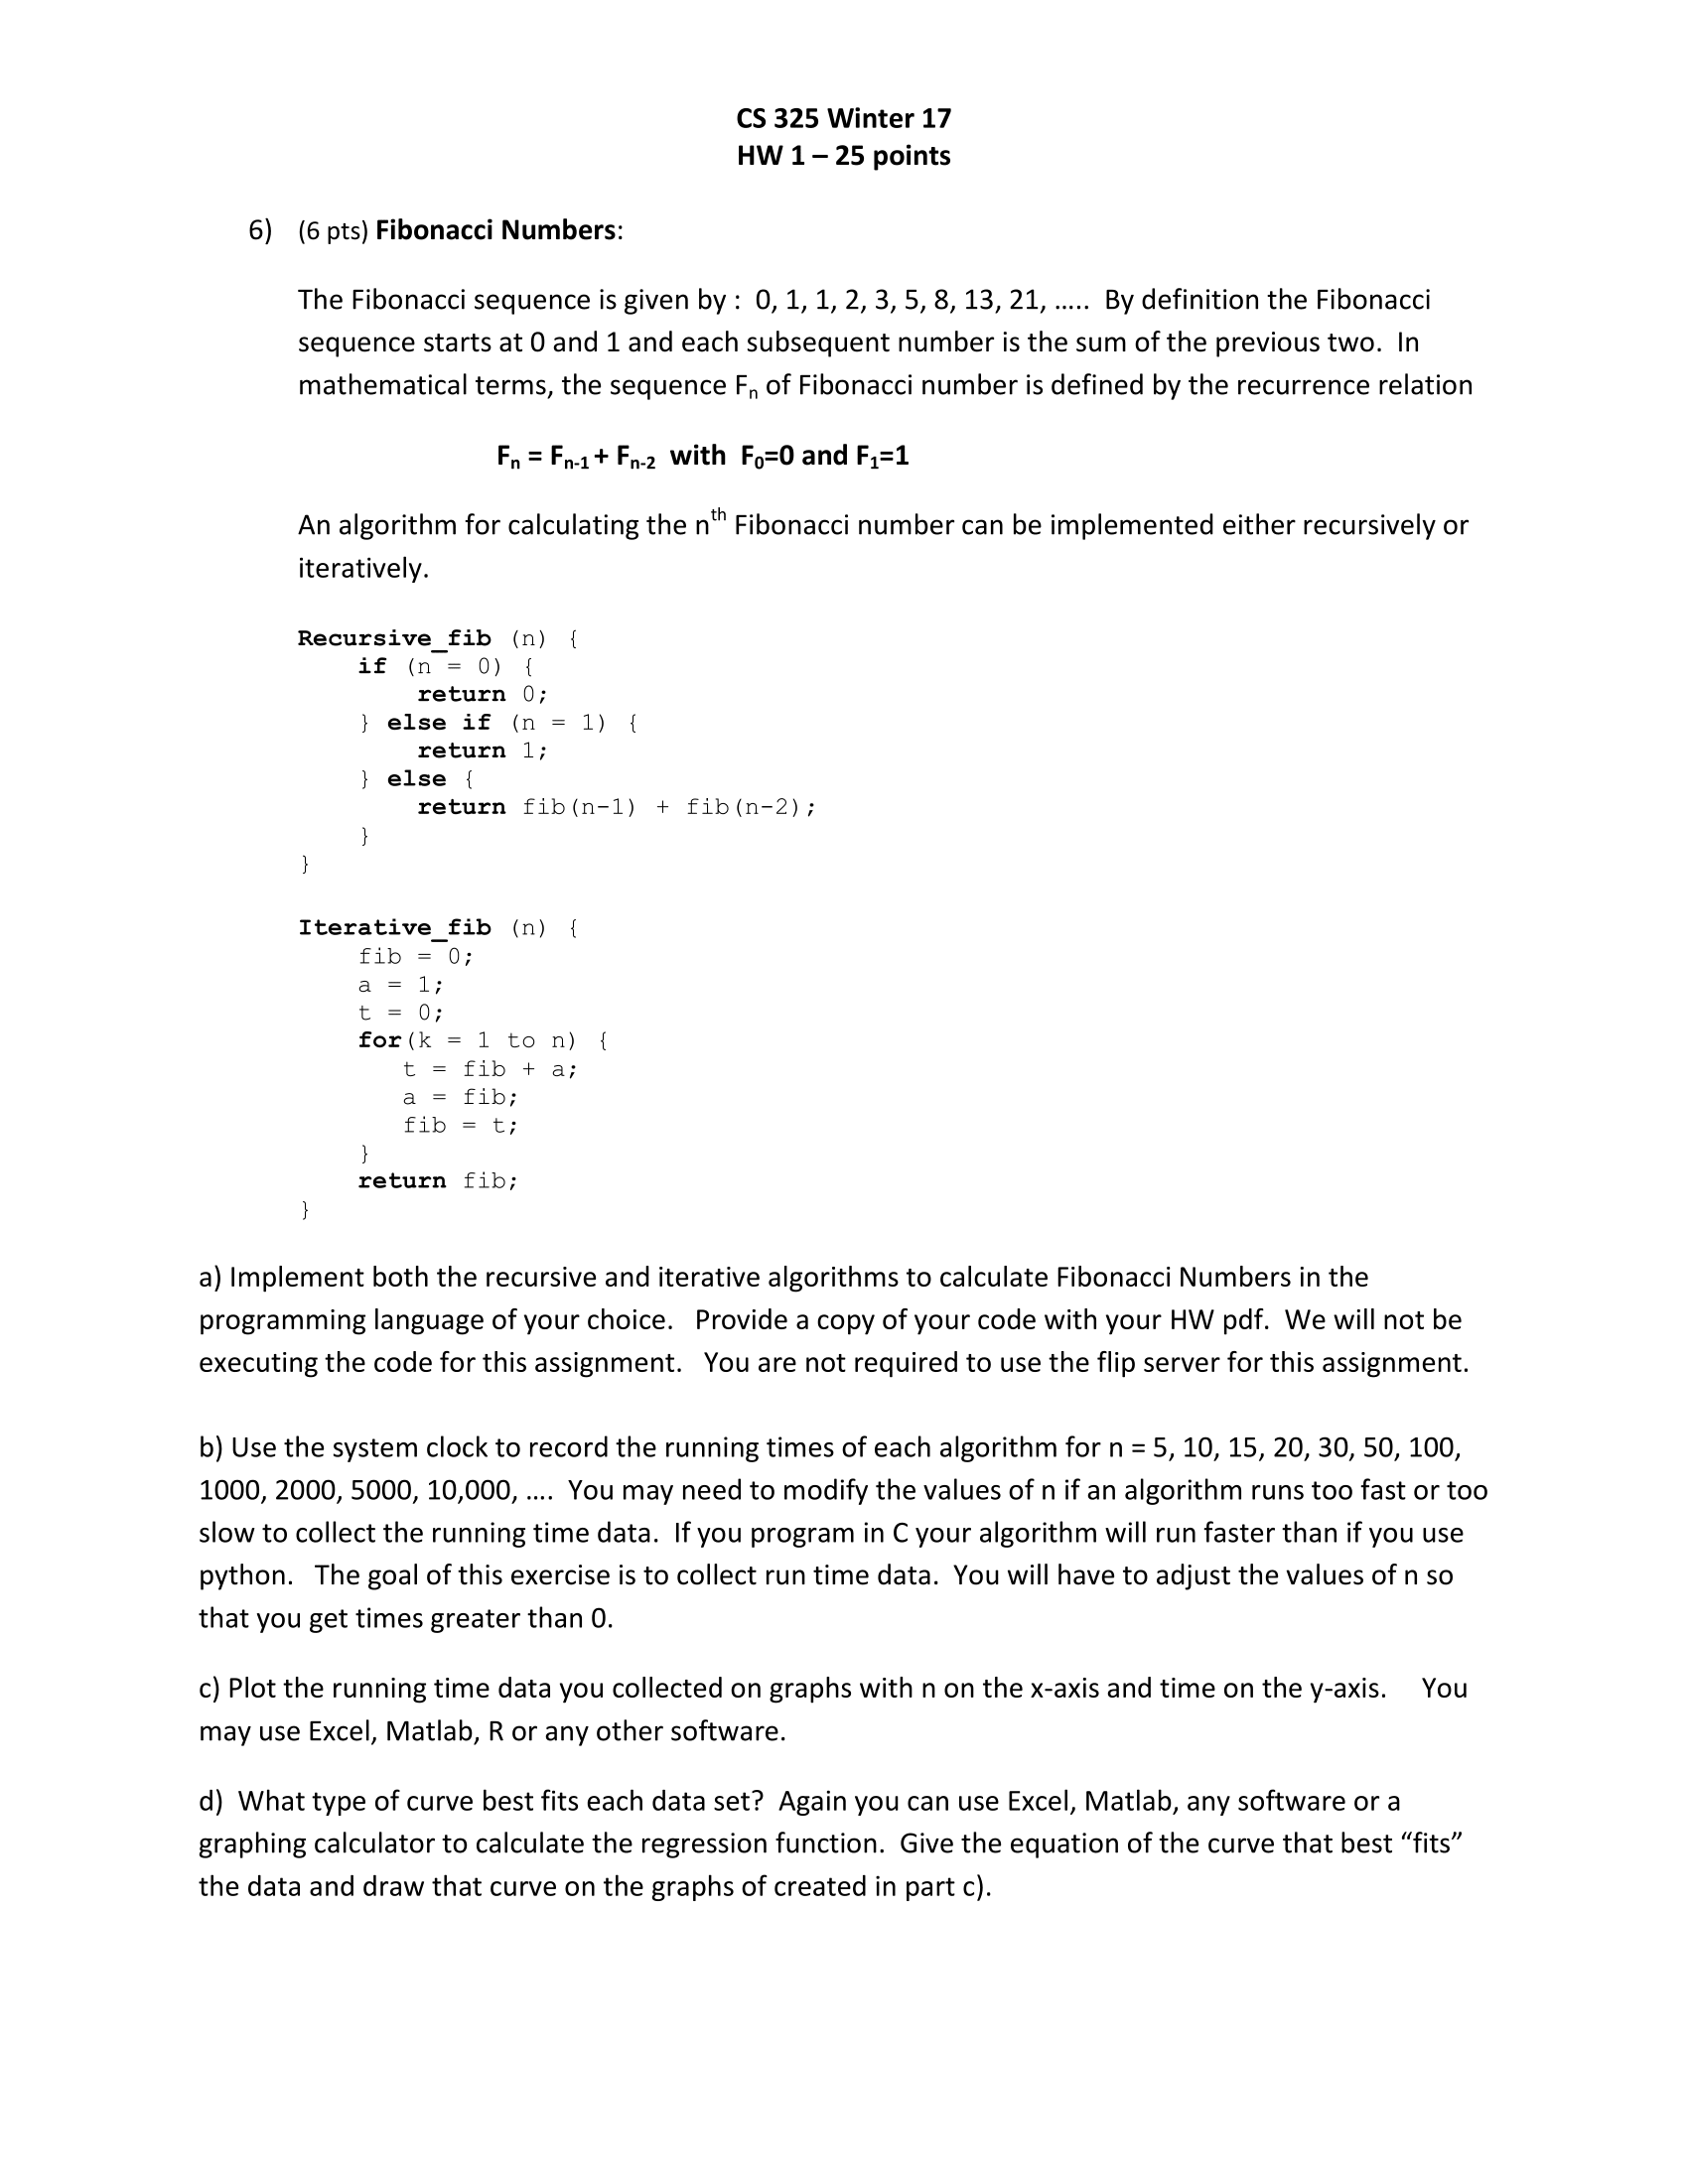 CS 325 Winter 17
HW 1 – 25 points
6) (6 pts) Fibonacci Numbers:
The Fibonacci sequence is given by : 0, 1, 1, 2, 3, 5, 8, 13, 21, ….. By definition the Fibonacci
sequence starts at 0 and 1 and each subsequent number is the sum of the previous two. In
mathematical terms, the sequence Fn of Fibonacci number is defined by the recurrence relation
Fn = Fn-1 + Fn-2 with F0=0 and F1=1
An algorithm for calculating the nth Fibonacci number can be implemented either recursively or
iteratively.
Recursive_fib (n) {
    if (n = 0) {
        return 0;
    } else if (n = 1) {
        return 1;
    } else {
        return fib(n-1) + fib(n-2);
    }
}
Iterative_fib (n) {
    fib = 0;
    a = 1;
    t = 0;
    for(k = 1 to n) {
       t = fib + a;
       a = fib;
       fib = t;
    }
    return fib;
}
a) Implement both the recursive and iterative algorithms to calculate Fibonacci Numbers in the
programming language of your choice. Provide a copy of your code with your HW pdf. We will not be
executing the code for this assignment. You are not required to use the flip server for this assignment.
b) Use the system clock to record the running times of each algorithm for n = 5, 10, 15, 20, 30, 50, 100,
1000, 2000, 5000, 10,000, …. You may need to modify the values of n if an algorithm runs too fast or too
slow to collect the running time data. If you program in C your algorithm will run faster than if you use
python. The goal of this exercise is to collect run time data. You will have to adjust the values of n so
that you get times greater than 0.
c) Plot the running time data you collected on graphs with n on the x-axis and time on the y-axis. You
may use Excel, Matlab, R or any other software.
d) What type of curve best fits each data set? Again you can use Excel, Matlab, any software or a
graphing calculator to calculate the regression function. Give the equation of the curve that best “fits”
the data and draw that curve on the graphs of created in part c).